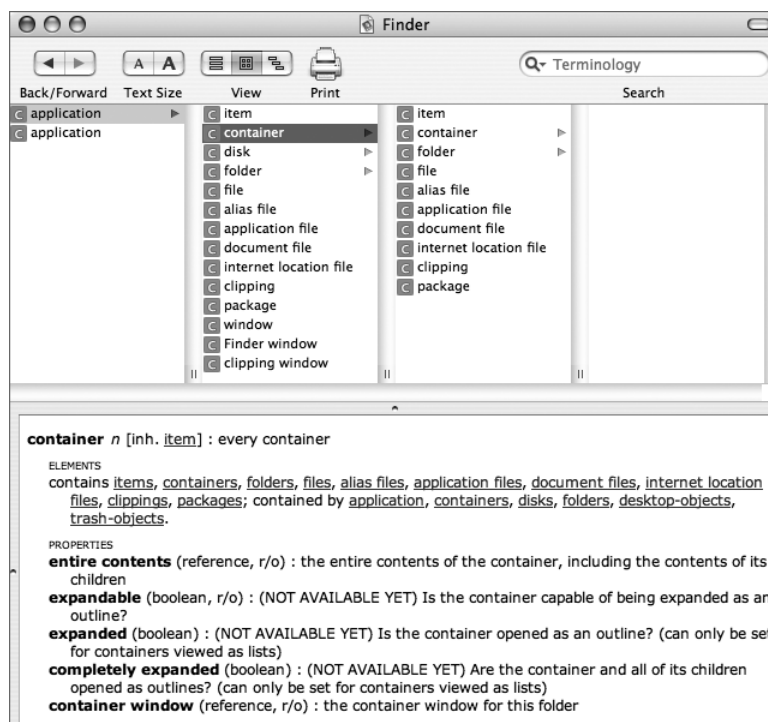 Finder
A A
Terminology
Back/Forward Text Size View Print Search
C application
C application
C item
C container
C disk
C folder
C file
C alias file
C application file
C document file
C internet location file
C clipping
C package
C window
C Finder window
C clipping window
C item
C container
C folder
C file
C alias file
C application file
C document file
C internet location file
C clipping
C package
container n [inh. item] : every container
ELEMENTS
contains items, containers, folders, files, alias files, application files, document files, internet location
files, clippings, packages; contained by application, containers, disks, folders, desktop-objects,
trash-objects.
PROPERTIES
entire contents (reference, r/o) : the entire contents of the container, including the contents of its
children
expandable (boolean, r/o) : (NOT AVAILABLE YET) Is the container capable of being expanded as an
outline?
expanded (boolean) : (NOT AVAILABLE YET) Is the container opened as an outline? (can only be set
for containers viewed as lists)
completely expanded (boolean) : (NOT AVAILABLE YET) Are the container and all of its children
opened as outlines? (can only be set for containers viewed as lists)
container window (reference, r/o) : the container window for this folder